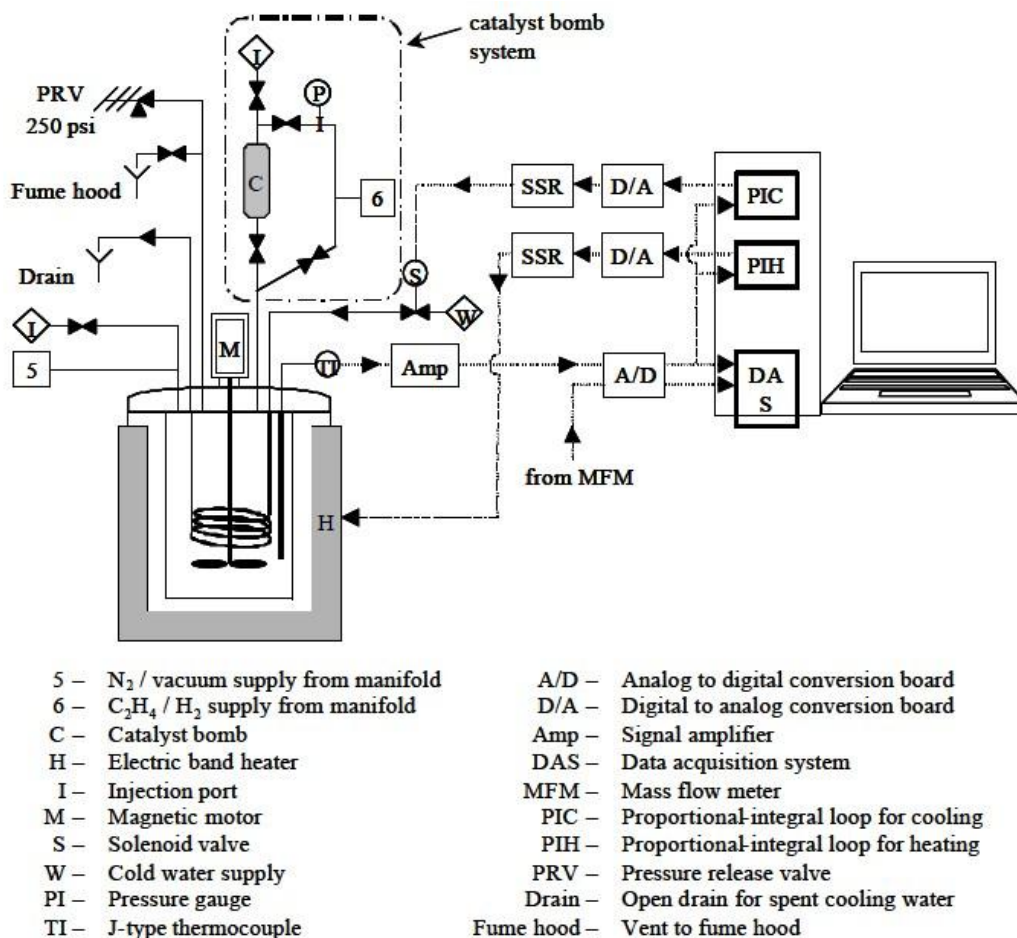 catalyst bomb
system
I
P
I
PRV
250 psi
Fume hood
C
6
SSR
D/A
PIC
Drain
SSR
D/A
PIH
S
W
I
M
5
TI
Amp
A/D
DA
S
from MFM
H
5 – N₂ / vacuum supply from manifold
6 – C₂H₄ / H₂ supply from manifold
C – Catalyst bomb
H – Electric band heater
I – Injection port
M – Magnetic motor
S – Solenoid valve
W – Cold water supply
PI – Pressure gauge
TI – J-type thermocouple
A/D – Analog to digital conversion board
D/A – Digital to analog conversion board
Amp – Signal amplifier
DAS – Data acquisition system
MFM – Mass flow meter
PIC – Proportional-integral loop for cooling
PIH – Proportional-integral loop for heating
PRV – Pressure release valve
Drain – Open drain for spent cooling water
Fume hood – Vent to fume hood